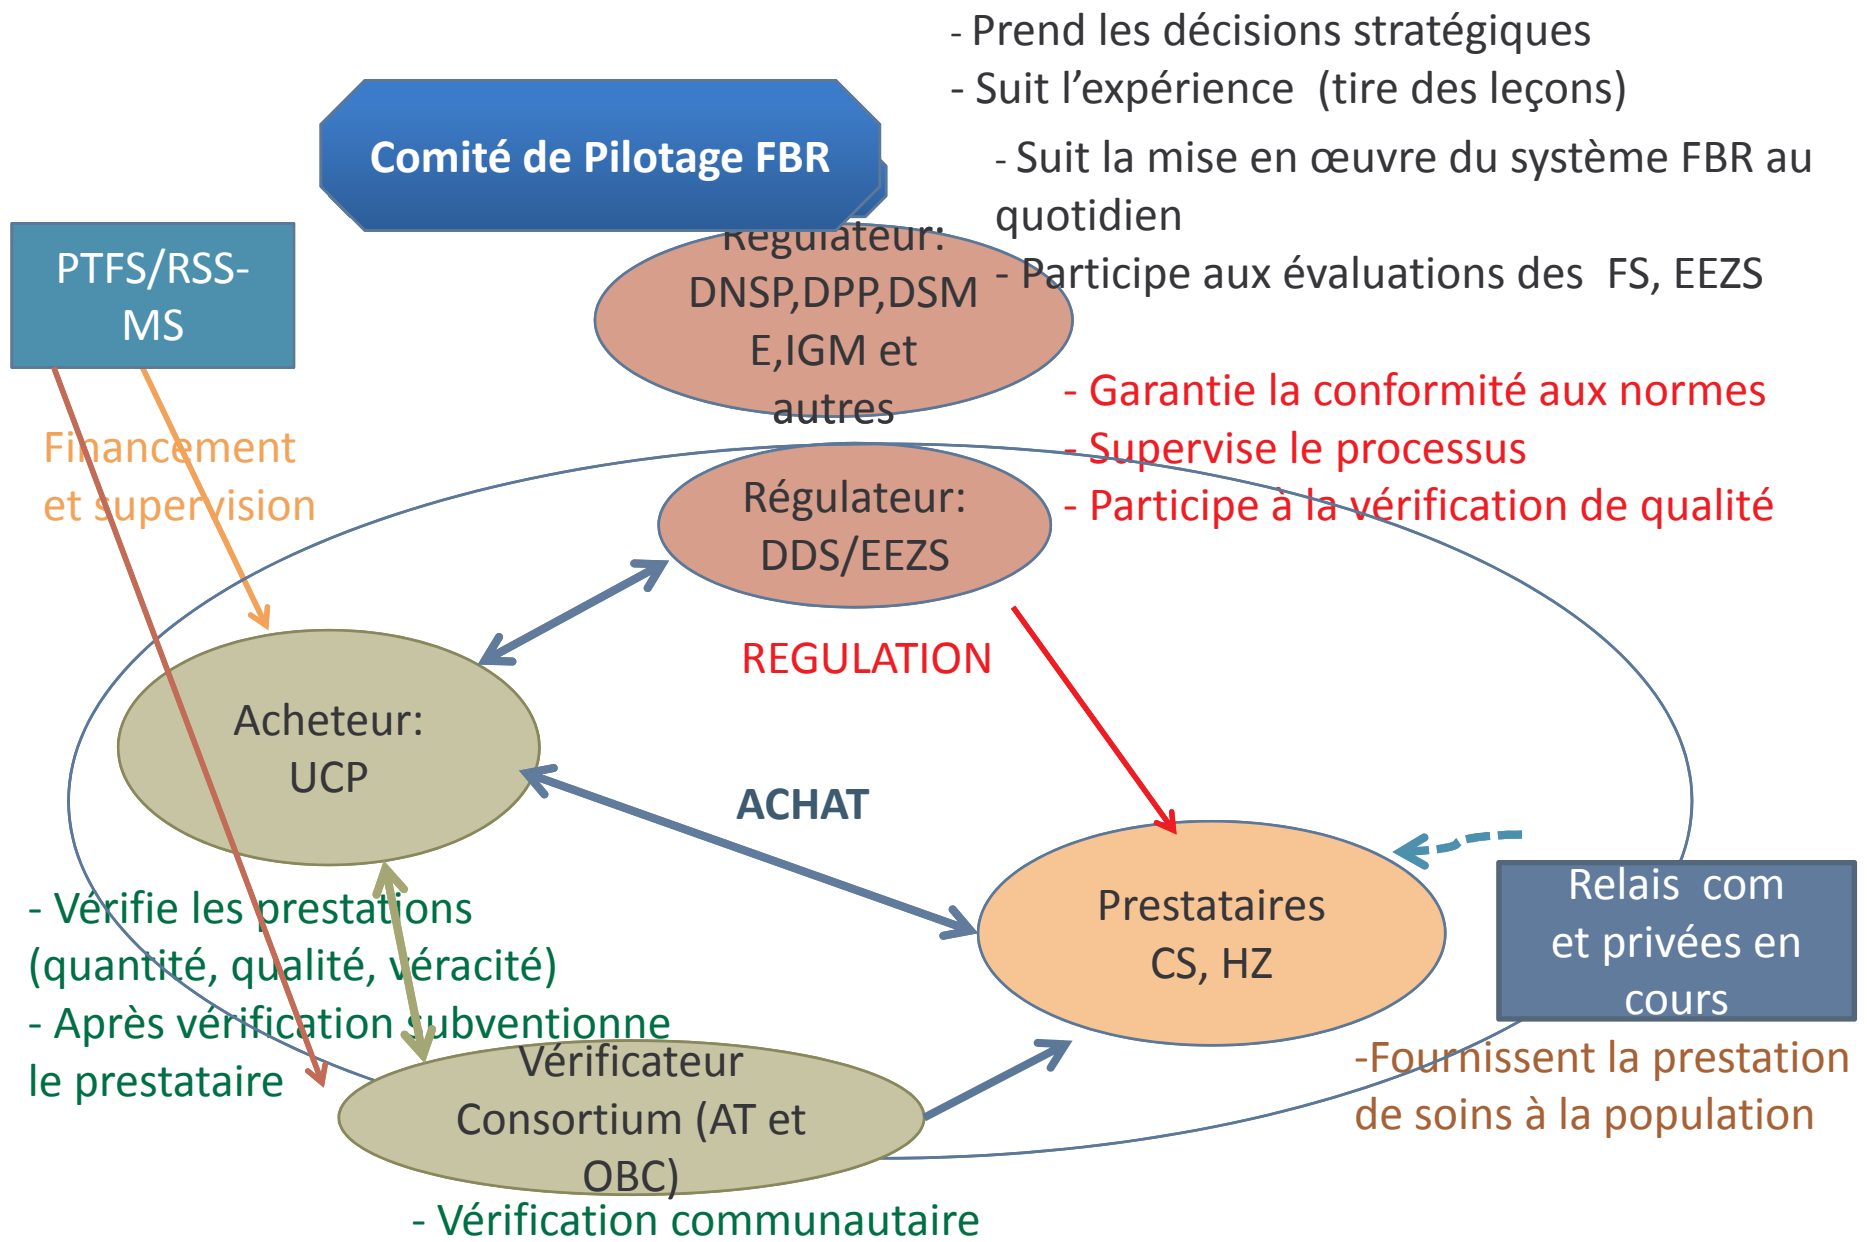 - Prend les décisions stratégiques
- Suit l’expérience  (tire des leçons)
Comité de Pilotage FBR
- Suit la mise en œuvre du système FBR au
quotidien
- Participe aux évaluations des  FS, EEZS
PTFS/RSS-
MS
Régulateur:
DNSP,DPP,DSM
E,IGM et
autres
- Garantie la conformité aux normes
- Supervise le processus
- Participe à la vérification de qualité
Financement
et supervision
Régulateur:
DDS/EEZS
REGULATION
Acheteur:
UCP
ACHAT
Prestataires
CS, HZ
Relais  com
et privées en
cours
- Vérifie les prestations
(quantité, qualité, véracité)
- Après vérification subventionne
le prestataire
Vérificateur
Consortium (AT et
OBC)
-Fournissent la prestation
de soins à la population
- Vérification communautaire